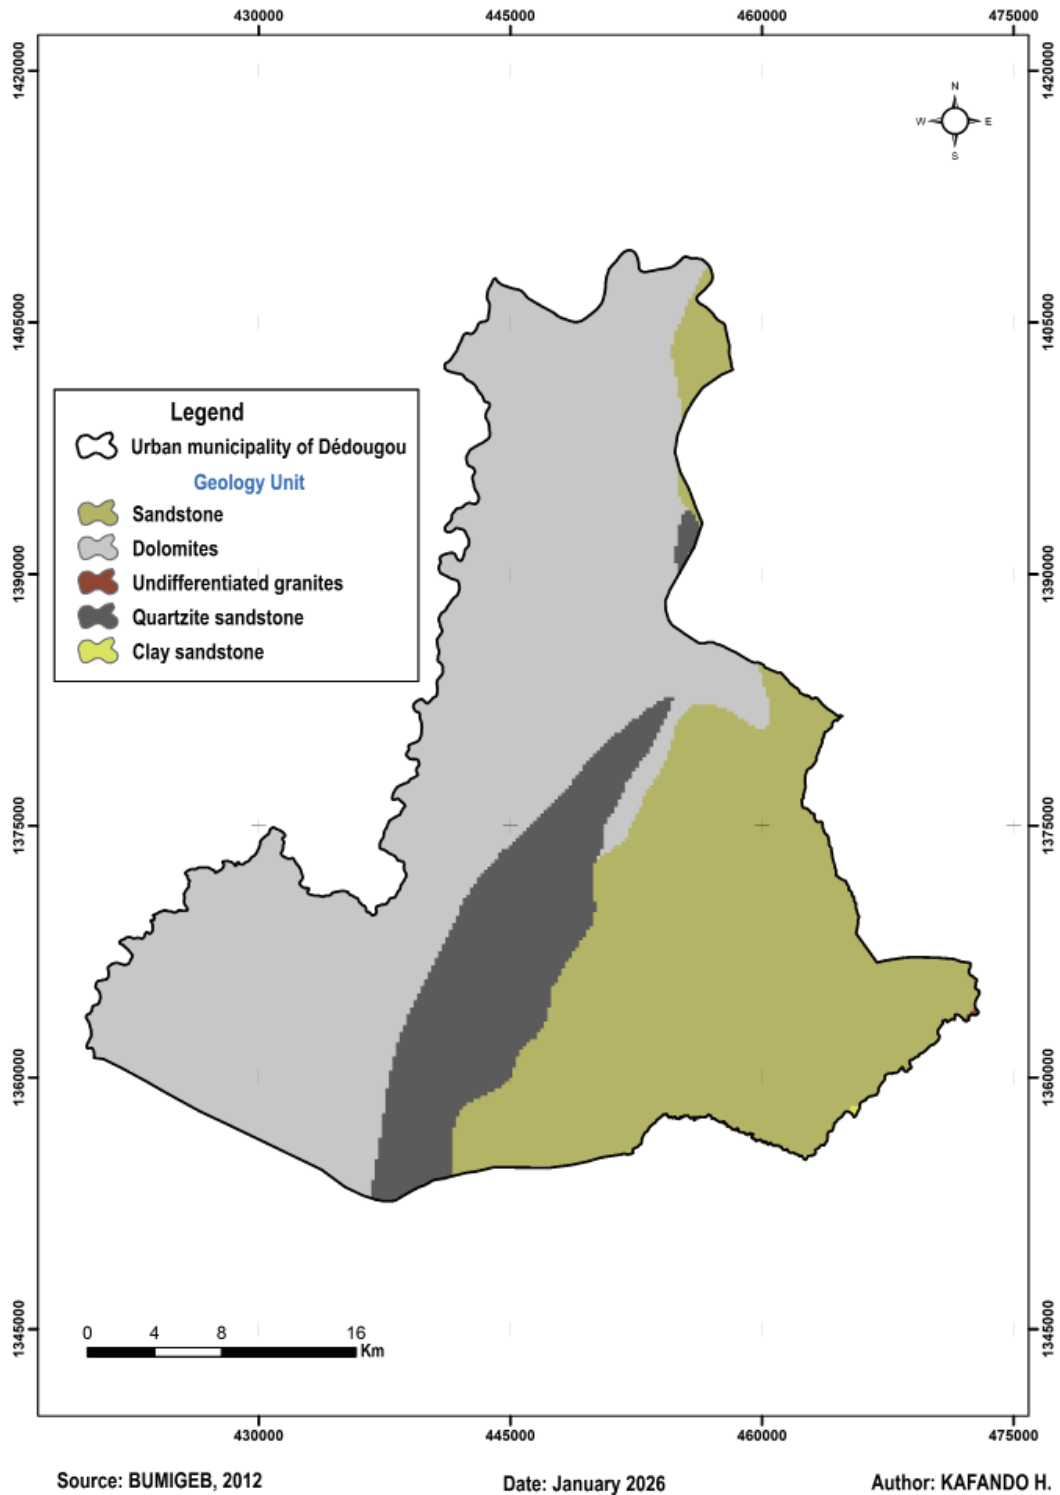 430000 445000 460000 475000
1420000 1420000
N
W E
S
1405000 1405000
Legend
Urban municipality of Dédougou
Geology Unit
Sandstone
Dolomites
Undifferentiated granites
Quartzite sandstone
Clay sandstone
1390000 1390000
1375000 1375000
1360000 1360000
1345000 1345000
0 4 8 16
Km
430000 445000 460000 475000
Source: BUMIGEB, 2012 Date: January 2026 Author: KAFANDO H.